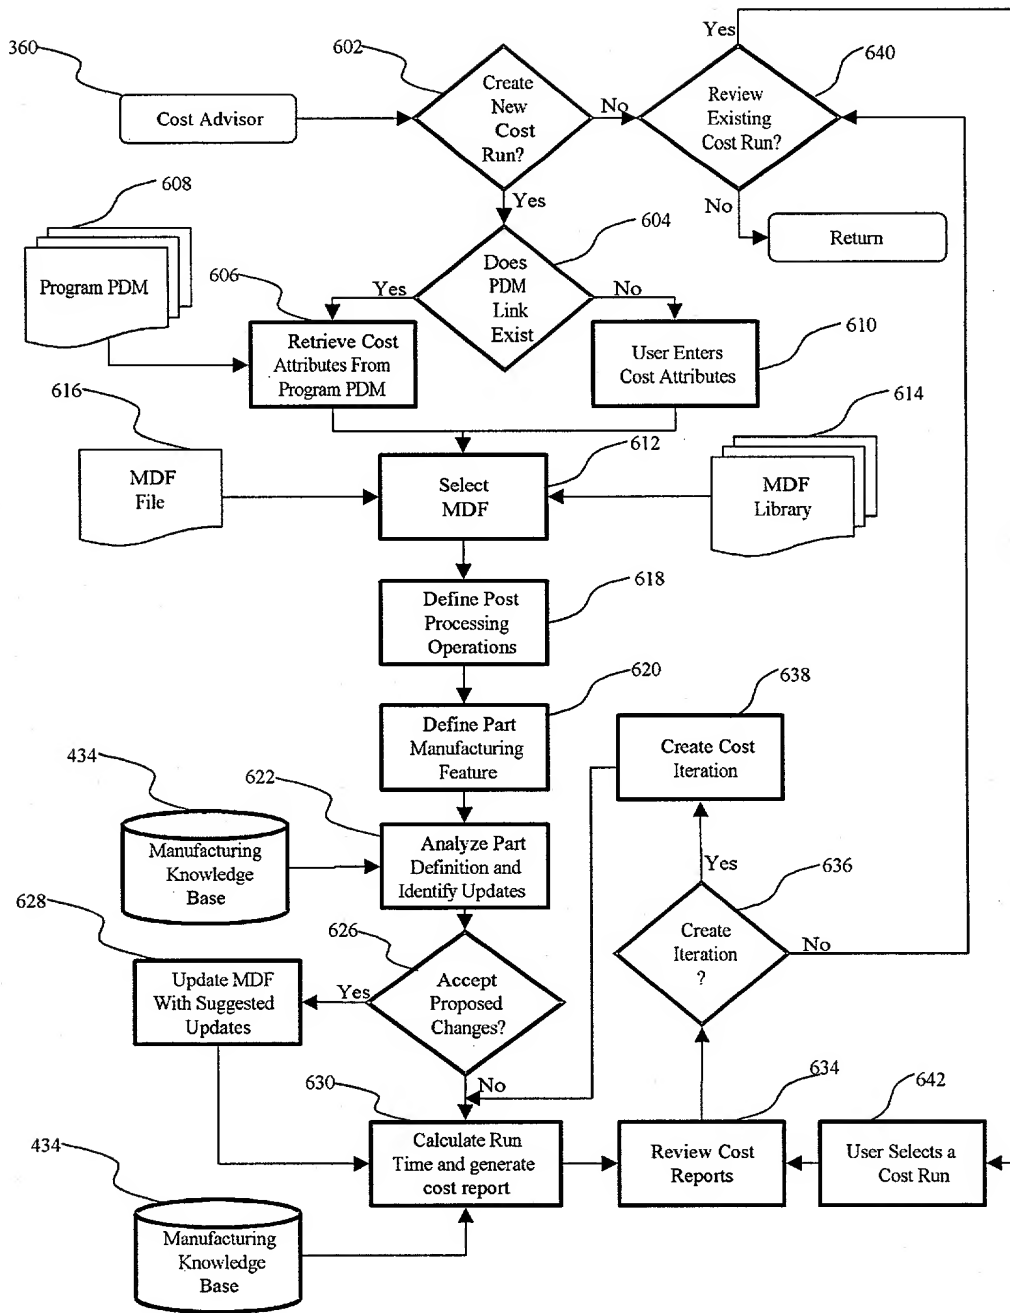 Yes
360
602
640
Create
New
Cost
Run?
No
Review
Existing
Cost Run?
Cost Advisor
Yes
No
608
604
Return
Program PDM
606
Yes
Does
PDM
Link
Exist
No
610
Retrieve Cost
Attributes From
Program PDM
User Enters
Cost Attributes
616
614
612
MDF
File
Select
MDF
MDF
Library
618
Define Post
Processing
Operations
620
638
Define Part
Manufacturing
Feature
Create Cost
Iteration
434
622
Manufacturing
Knowledge
Base
Analyze Part
Definition and
Identify Updates
Yes
636
628
626
Create
Iteration
?
No
Update MDF
With Suggested
Updates
Yes
Accept
Proposed
Changes?
No
630
634
642
Calculate Run
Time and generate
cost report
Review Cost
Reports
User Selects a
Cost Run
434
Manufacturing
Knowledge
Base